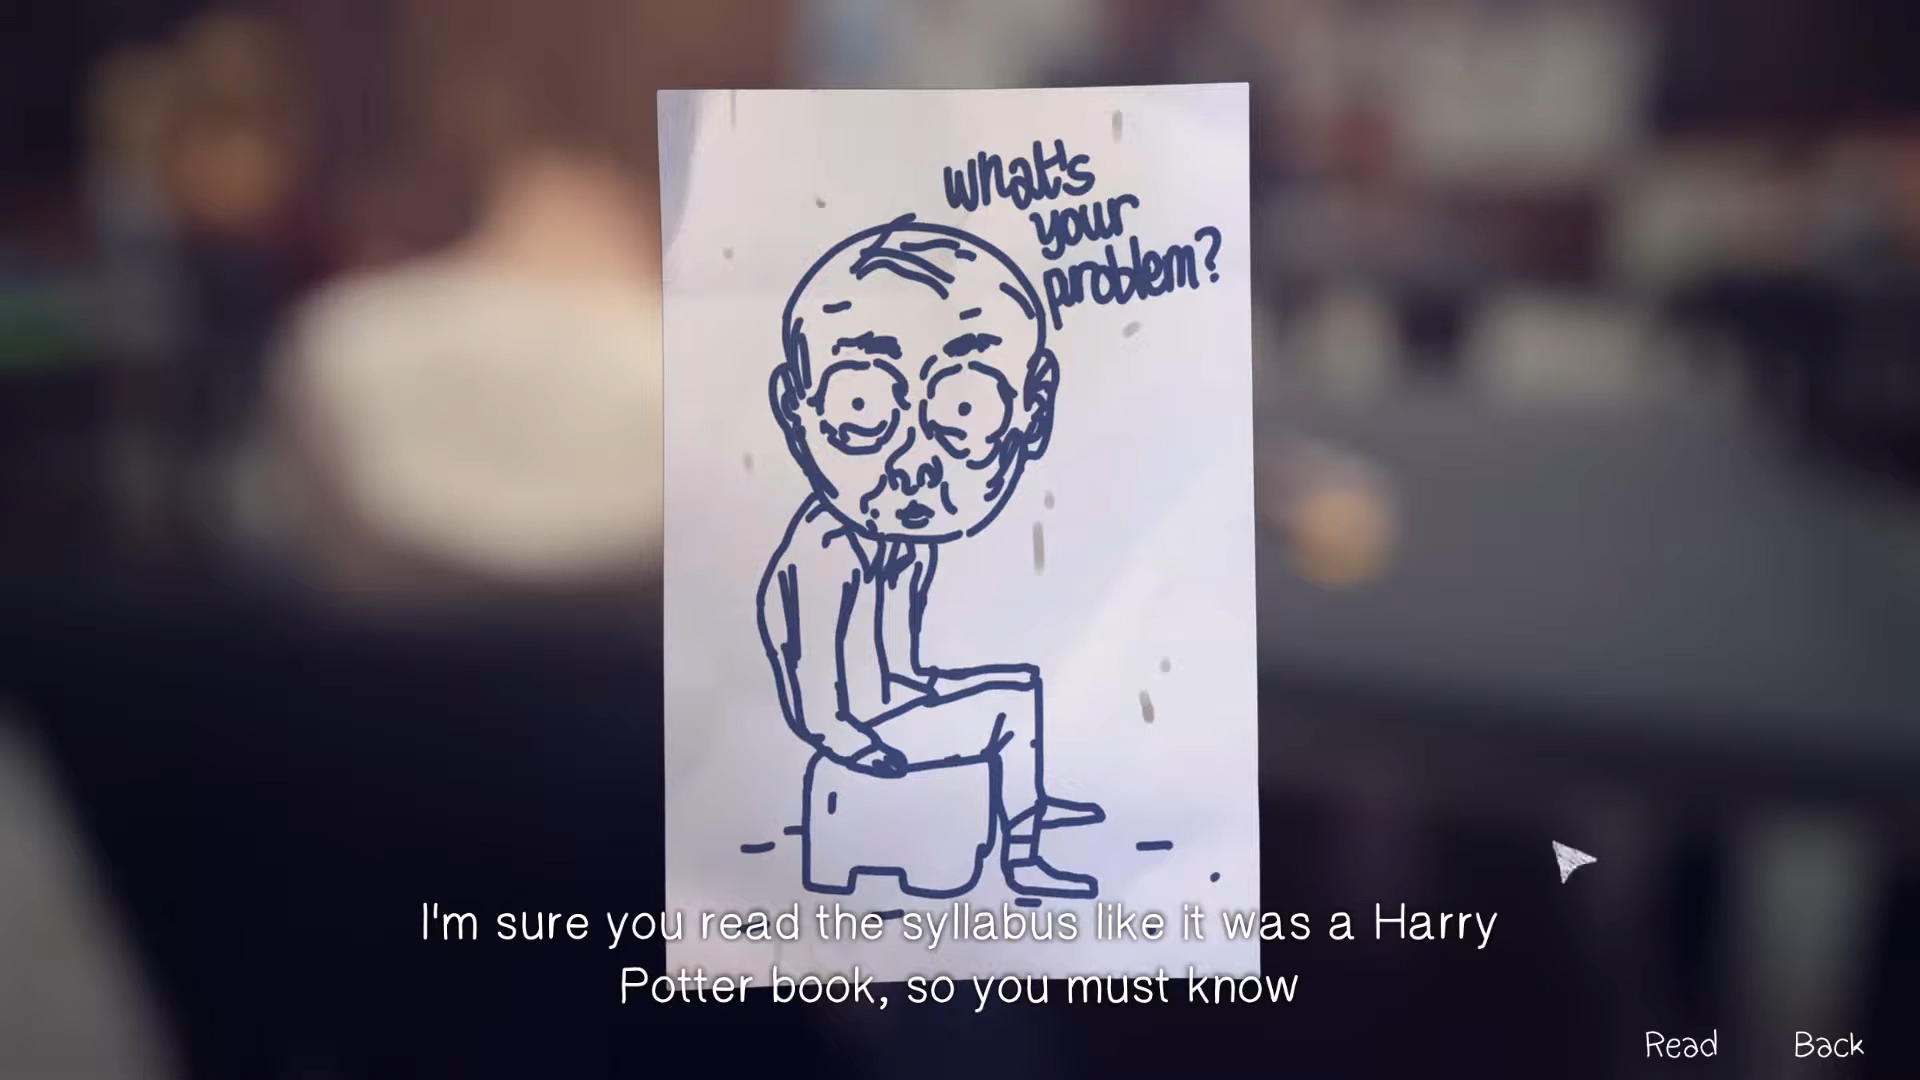 What's
your
problem?
I'm sure you read the syllabus like it was a Harry
Potter book, so you must know
Read
Back